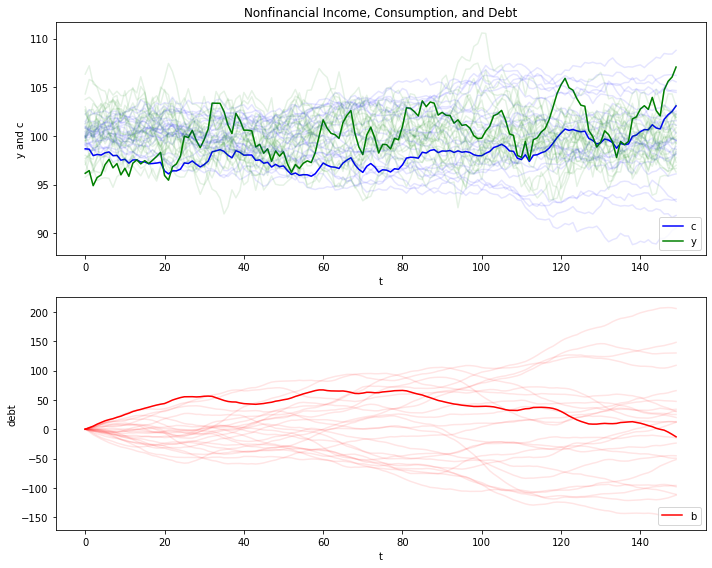 Nonfinancial Income, Consumption, and Debt
y and c
110
105
100
95
90
c
y
0 20 40 60 80 100 120 140
t
debt
200
150
100
50
0
−50
−100
−150
b
0 20 40 60 80 100 120 140
t